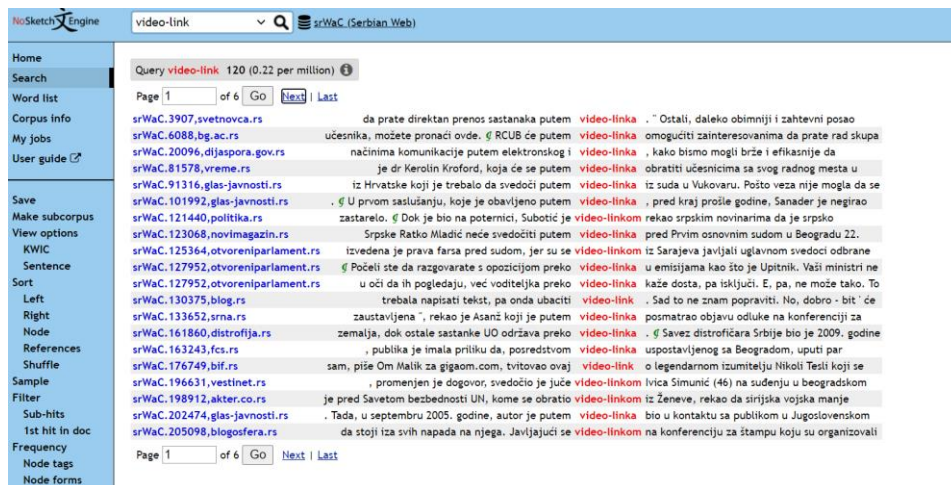 NoSketch Engine
video-link
srWaC (Serbian Web)
Home
Search
Word list
Corpus info
My jobs
User guide
Save
Make subcorpus
View options
KWIC
Sentence
Sort
Left
Right
Node
References
Shuffle
Sample
Filter
Sub-hits
1st hit in doc
Frequency
Node tags
Node forms
Query video-link 120 (0.22 per million)
Page 1 of 6 Go Next | Last
srWaC.3907,svetnovca.rs da prate direktan prenos sastanaka putem video-linka . " Ostali, daleko obimniji i zahtevni posao
srWaC.6088,bg.ac.rs učesnika, možete pronaći ovde. RCUB će putem video-linka omogućiti zainteresovanima da prate rad skupa
srWaC.20096,dijaspora.gov.rs načinima komunikacije putem elektronskog i video-linka , kako bismo mogli brže i efikasnije da
srWaC.81578,vreme.rs je dr Kerolin Kroford, koja će se putem video-linka obratiti učesnicima sa svog radnog mesta u
srWaC.91316,glas-javnosti.rs iz Hrvatske koji je trebalo da svedoči putem video-linka iz suda u Vukovaru. Pošto veza nije mogla da se
srWaC.101992,glas-javnosti.rs . U prvom saslušanju, koje je obavljeno putem video-linka , pred kraj prošle godine, Sanader je negirao
srWaC.121440,politika.rs zastarelo. Dok je bio na poternici, Subotić je video-linkom rekao srpskim novinarima da je srpsko
srWaC.123068,novimagazin.rs Srpske Ratko Mladić neće svedočiti putem video-linka pred Prvim osnovnim sudom u Beogradu 22.
srWaC.125364,otvoreniparlament.rs izvedena je prava farsa pred sudom, jer su se video-linkom iz Sarajeva javljali uglavnom svedoci odbrane
srWaC.127952,otvoreniparlament.rs Počeli ste da razgovarate s opozicijom preko video-linka u emisijama kao što je Upitnik. Vaši ministri ne
srWaC.127952,otvoreniparlament.rs u oči da ih pogledaju, već voditeljka preko video-linka kaže dosta, pa isključi. E, pa, ne može tako. To
srWaC.130375,blog.rs trebala napisati tekst, pa onda ubaciti video-link . Sad to ne znam popraviti. No, dobro - bit ' će
srWaC.133652,srna.rs zaustavljena ", rekao je Asanž koji je putem video-linka posmatrao objavu odluke na konferenciji za
srWaC.161860,distrofija.rs zemalja, dok ostale sastanke UO održava preko video-linka . Savez distrofičara Srbije bio je 2009. godine
srWaC.163243,fcs.rs , publika je imala priliku da, posredstvom video-linka uspostavljenog sa Beogradom, uputi par
srWaC.176749,bif.rs sam, piše Om Malik za gigaom.com, tvitovao ovaj video-link o legendarnom izumitelju Nikoli Tesli koji se
srWaC.196631,vestinet.rs , promenjen je dogovor, svedočio je juče video-linkom Ivica Simunić (46) na suđenju u beogradskom
srWaC.198912,akter.co.rs je pred Savetom bezbednosti UN, kome se obratio video-linkom iz Ženeve, rekao da sirijska vojska manje
srWaC.202474,glas-javnosti.rs . Tada, u septembru 2005. godine, autor je putem video-linka bio u kontaktu sa publikom u Jugoslovenskom
srWaC.205098,blogosfera.rs da stoji iza svih napada na njega. Javljajući se video-linkom na konferenciju za štampu koju su organizovali
Page 1 of 6 Go Next | Last